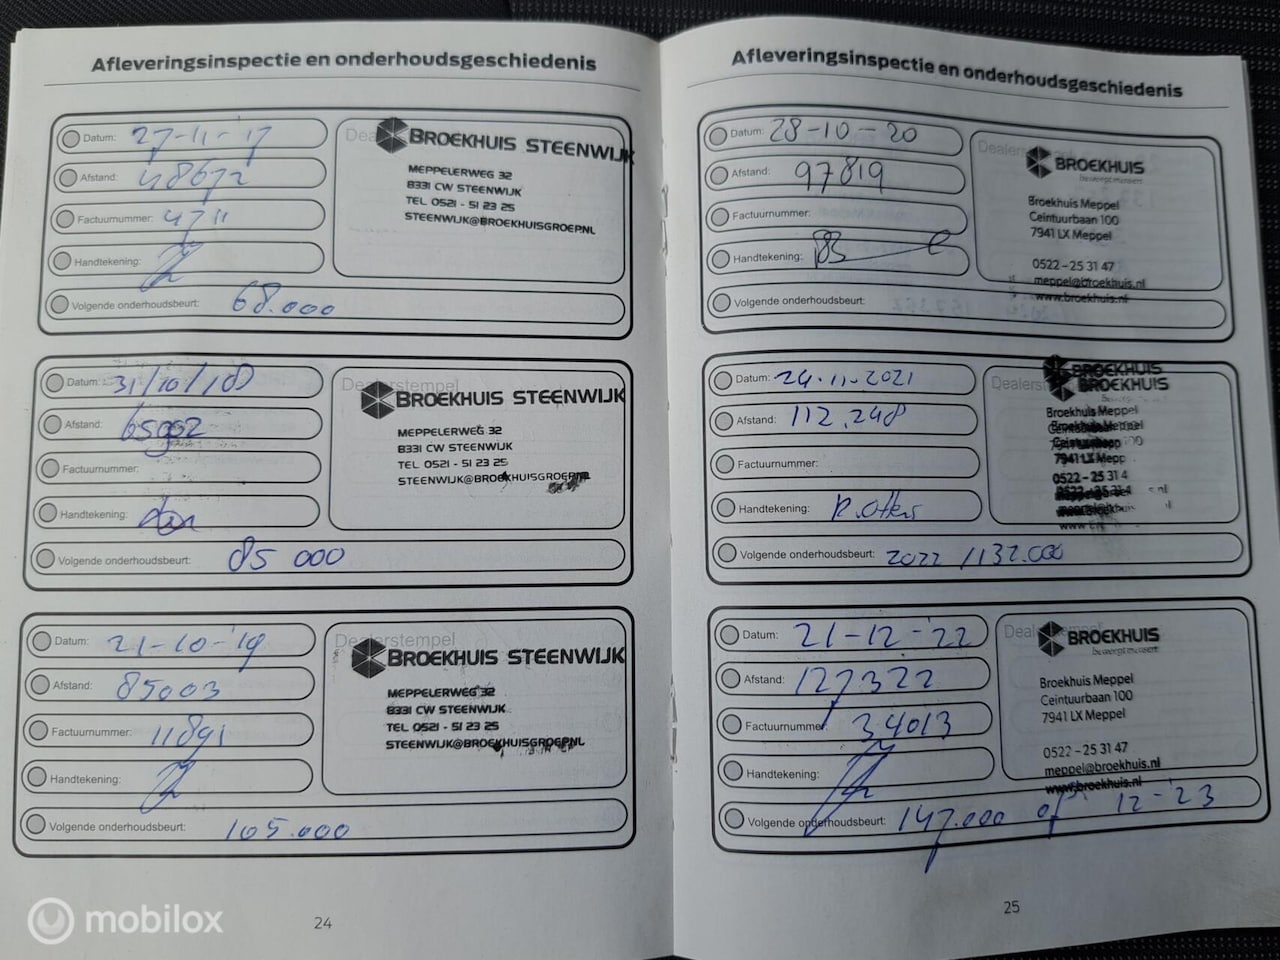 Afleveringsinspectie en onderhoudsgeschiedenis
Datum: 27-11-17
Afstand: 48672
Factuurnummer: 4711
Handtekening:
Volgende onderhoudsbeurt: 68.000
BROEKHUIS STEENWIJK
MEPPELERWEG 32
8331 CW STEENWIJK
TEL 0521 - 51 23 25
STEENWIJK@BROEKHUISGROEP.NL
Datum: 31/10/18
Afstand:
Factuurnummer:
Handtekening:
Volgende onderhoudsbeurt: 85 000
Dealerstempel
BROEKHUIS STEENWIJK
MEPPELERWEG 32
8331 CW STEENWIJK
TEL 0521 - 51 23 25
STEENWIJK@BROEKHUISGROEP.NL
Datum: 21-10-'19
Afstand: 85003
Factuurnummer: 11891
Handtekening:
Volgende onderhoudsbeurt: 105.000
Dealerstempel
BROEKHUIS STEENWIJK
MEPPELERWEG 32
8331 CW STEENWIJK
TEL 0521 - 51 23 25
STEENWIJK@BROEKHUISGROEP.NL
24
Afleveringsinspectie en onderhoudsgeschiedenis
Datum: 28-10-20
Afstand: 97819
Factuurnummer:
Handtekening:
Volgende onderhoudsbeurt:
BROEKHUIS
Broekhuis Meppel
Ceintuurbaan 100
7941 LX Meppel
0522-25 31 47
meppel@broekhuis.nl
www.broekhuis.nl
Datum: 24.11.2021
Afstand: 112.248
Factuurnummer:
Handtekening:
Volgende onderhoudsbeurt: 2022 / 132.000
BROEKHUIS
BROEKHUIS
Broekhuis Meppel
Datum: 21-12-'22
Afstand: 127322
Factuurnummer: 34013
Handtekening:
Volgende onderhoudsbeurt: 147.000 of 12-23
BROEKHUIS
Broekhuis Meppel
Ceintuurbaan 100
7941 LX Meppel
0522-25 31 47
meppel@broekhuis.nl
www.broekhuis.nl
25
mobilox